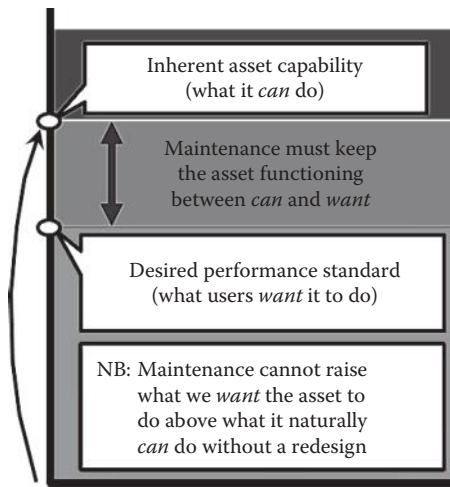 Inherent asset capability
(what it can do)
Maintenance must keep
the asset functioning
between can and want
Desired performance standard
(what users want it to do)
NB: Maintenance cannot raise
what we want the asset to
do above what it naturally
can do without a redesign